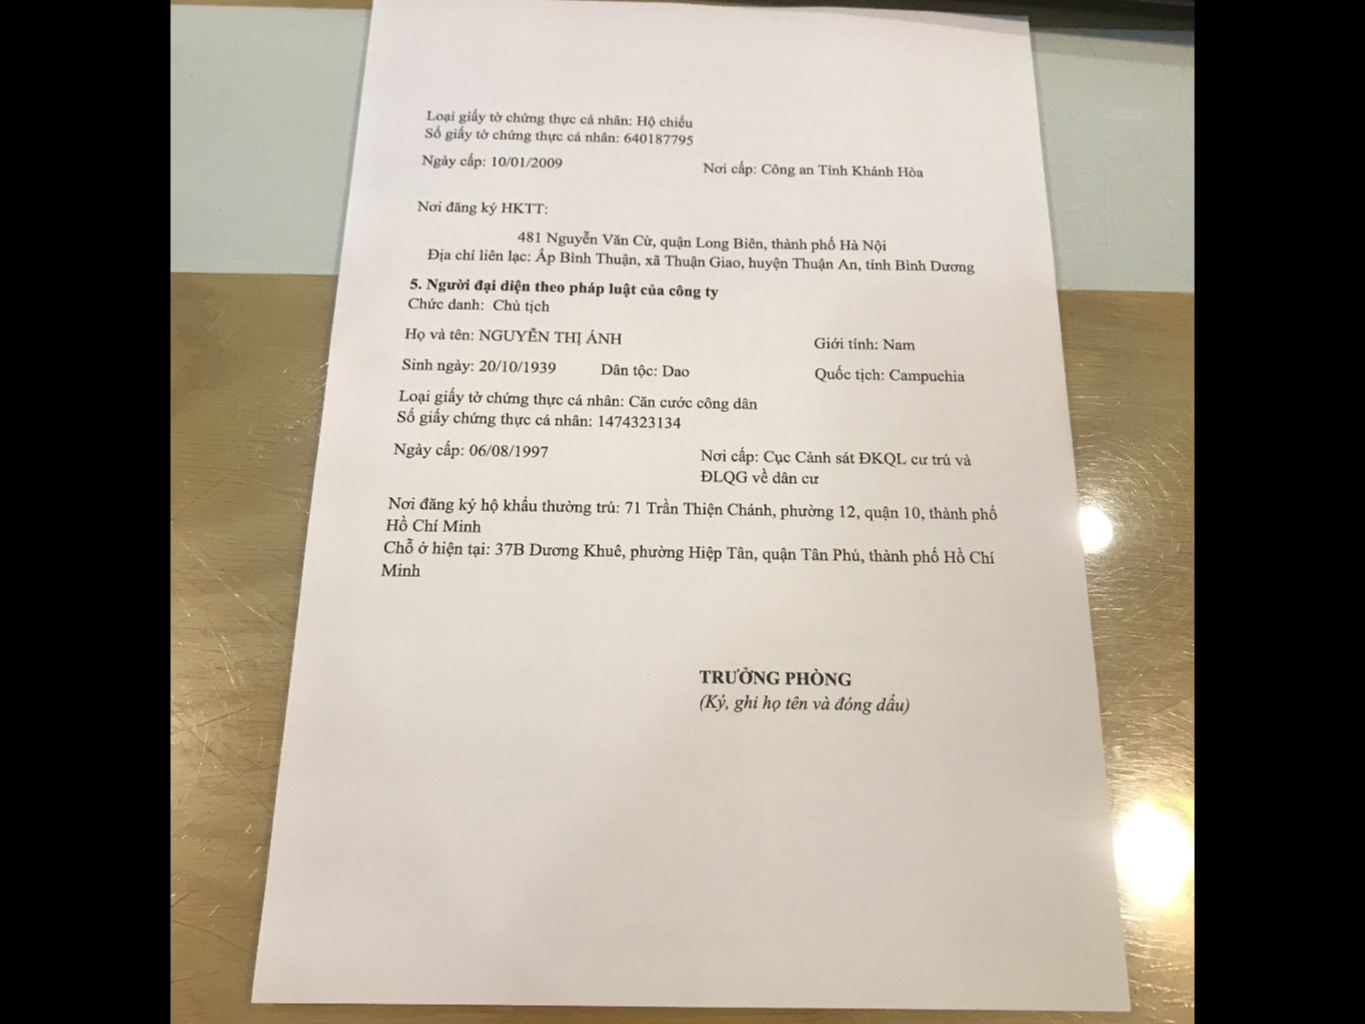 Loại giấy tờ chứng thực cá nhân: Hộ chiếu
Số giấy tờ chứng thực cá nhân: 640187795
Ngày cấp: 10/01/2009 Nơi cấp: Công an Tỉnh Khánh Hòa
Nơi đăng ký HKTT:
481 Nguyễn Văn Cừ, quận Long Biên, thành phố Hà Nội
Địa chỉ liên lạc: Ấp Bình Thuận, xã Thuận Giao, huyện Thuận An, tỉnh Bình Dương
5. Người đại diện theo pháp luật của công ty
Chức danh: Chủ tịch
Họ và tên: NGUYỄN THỊ ÁNH Giới tính: Nam
Sinh ngày: 20/10/1939 Dân tộc: Dao Quốc tịch: Campuchia
Loại giấy tờ chứng thực cá nhân: Căn cước công dân
Số giấy chứng thực cá nhân: 1474323134
Ngày cấp: 06/08/1997 Nơi cấp: Cục Cảnh sát ĐKQL cư trú và
ĐLQG về dân cư
Nơi đăng ký hộ khẩu thường trú: 71 Trần Thiện Chánh, phường 12, quận 10, thành phố
Hồ Chí Minh
Chỗ ở hiện tại: 37B Dương Khuê, phường Hiệp Tân, quận Tân Phú, thành phố Hồ Chí
Minh
TRƯỞNG PHÒNG
(Ký, ghi họ tên và đóng dấu)